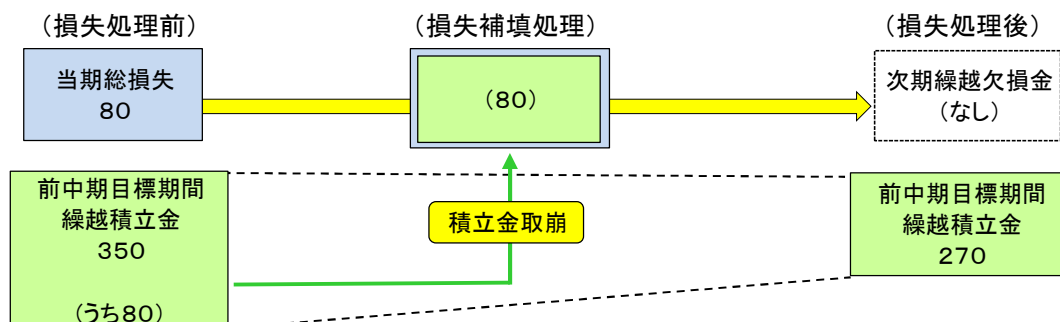 (損失処理前)
(損失補填処理)
(損失処理後)
当期総損失
80
(80)
次期繰越欠損金
(なし)
前中期目標期間
繰越積立金
350
(うち80)
積立金取崩
前中期目標期間
繰越積立金
270